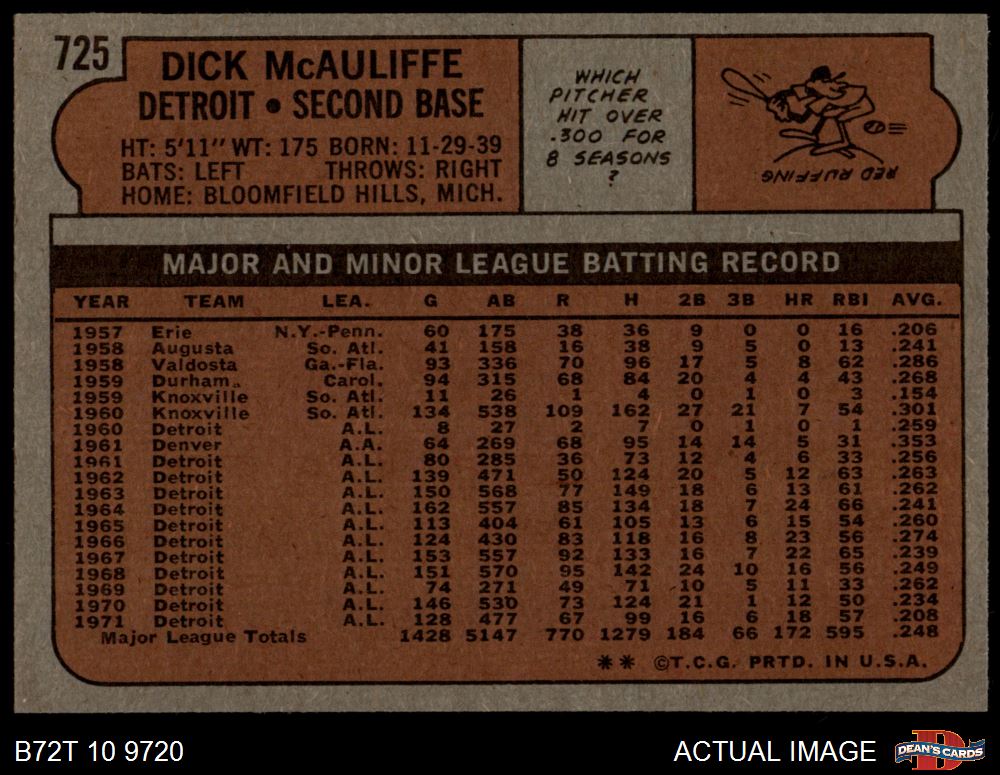 725
DICK McAULIFFE
DETROIT • SECOND BASE
HT: 5'11" WT: 175 BORN: 11-29-39
BATS: LEFT THROWS: RIGHT
HOME: BLOOMFIELD HILLS, MICH.
WHICH
PITCHER
HIT OVER
.300 FOR
8 SEASONS
?
RED RUFFING
MAJOR AND MINOR LEAGUE BATTING RECORD
YEAR TEAM LEA. G AB R H 2B 3B HR RBI AVG.
1957 Erie N.Y.-Penn. 60 175 38 36 9 0 0 16 .206
1958 Augusta So. Atl. 41 158 16 38 9 5 0 13 .241
1958 Valdosta Ga.-Fla. 93 336 70 96 17 5 8 62 .286
1959 Durham Carol. 94 315 68 84 20 4 4 43 .268
1959 Knoxville So. Atl. 11 26 1 4 0 1 0 3 .154
1960 Knoxville So. Atl. 134 538 109 162 27 21 7 54 .301
1960 Detroit A.L. 8 27 2 7 0 1 0 1 .259
1961 Denver A.A. 64 269 68 95 14 14 5 31 .353
1961 Detroit A.L. 80 285 36 73 12 4 6 33 .256
1962 Detroit A.L. 139 471 50 124 20 5 12 63 .263
1963 Detroit A.L. 150 568 77 149 18 6 13 61 .262
1964 Detroit A.L. 162 557 85 134 18 7 24 66 .241
1965 Detroit A.L. 113 404 61 105 13 6 15 54 .260
1966 Detroit A.L. 124 430 83 118 16 8 23 56 .274
1967 Detroit A.L. 153 557 92 133 16 7 22 65 .239
1968 Detroit A.L. 151 570 95 142 24 10 16 56 .249
1969 Detroit A.L. 74 271 49 71 10 5 11 33 .262
1970 Detroit A.L. 146 530 73 124 21 1 12 50 .234
1971 Detroit A.L. 128 477 67 99 16 6 18 57 .208
Major League Totals 1428 5147 770 1279 184 66 172 595 .248
** ©T.C.G. PRTD. IN U.S.A.
B72T 10 9720
ACTUAL IMAGE
D
DEAN'S CARDS